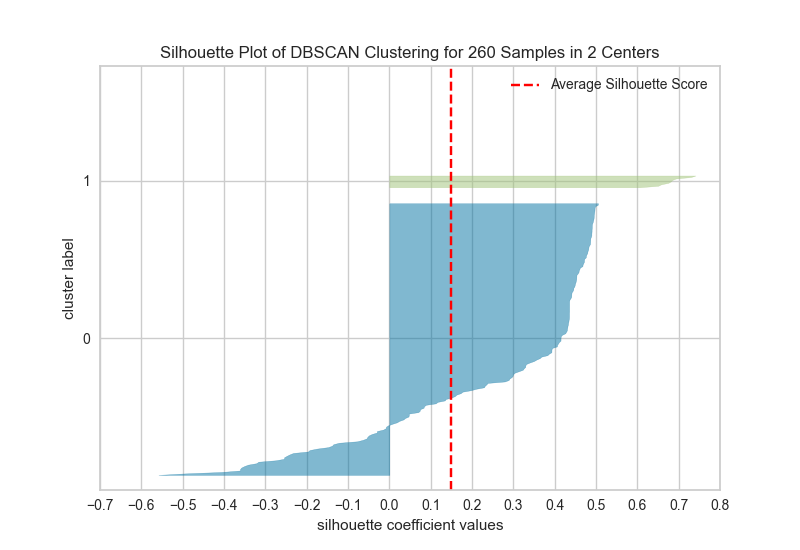 Silhouette Plot of DBSCAN Clustering for 260 Samples in 2 Centers
Average Silhouette Score
1
0
cluster label
−0.7 −0.6 −0.5 −0.4 −0.3 −0.2 −0.1 0.0 0.1 0.2 0.3 0.4 0.5 0.6 0.7 0.8
silhouette coefficient values